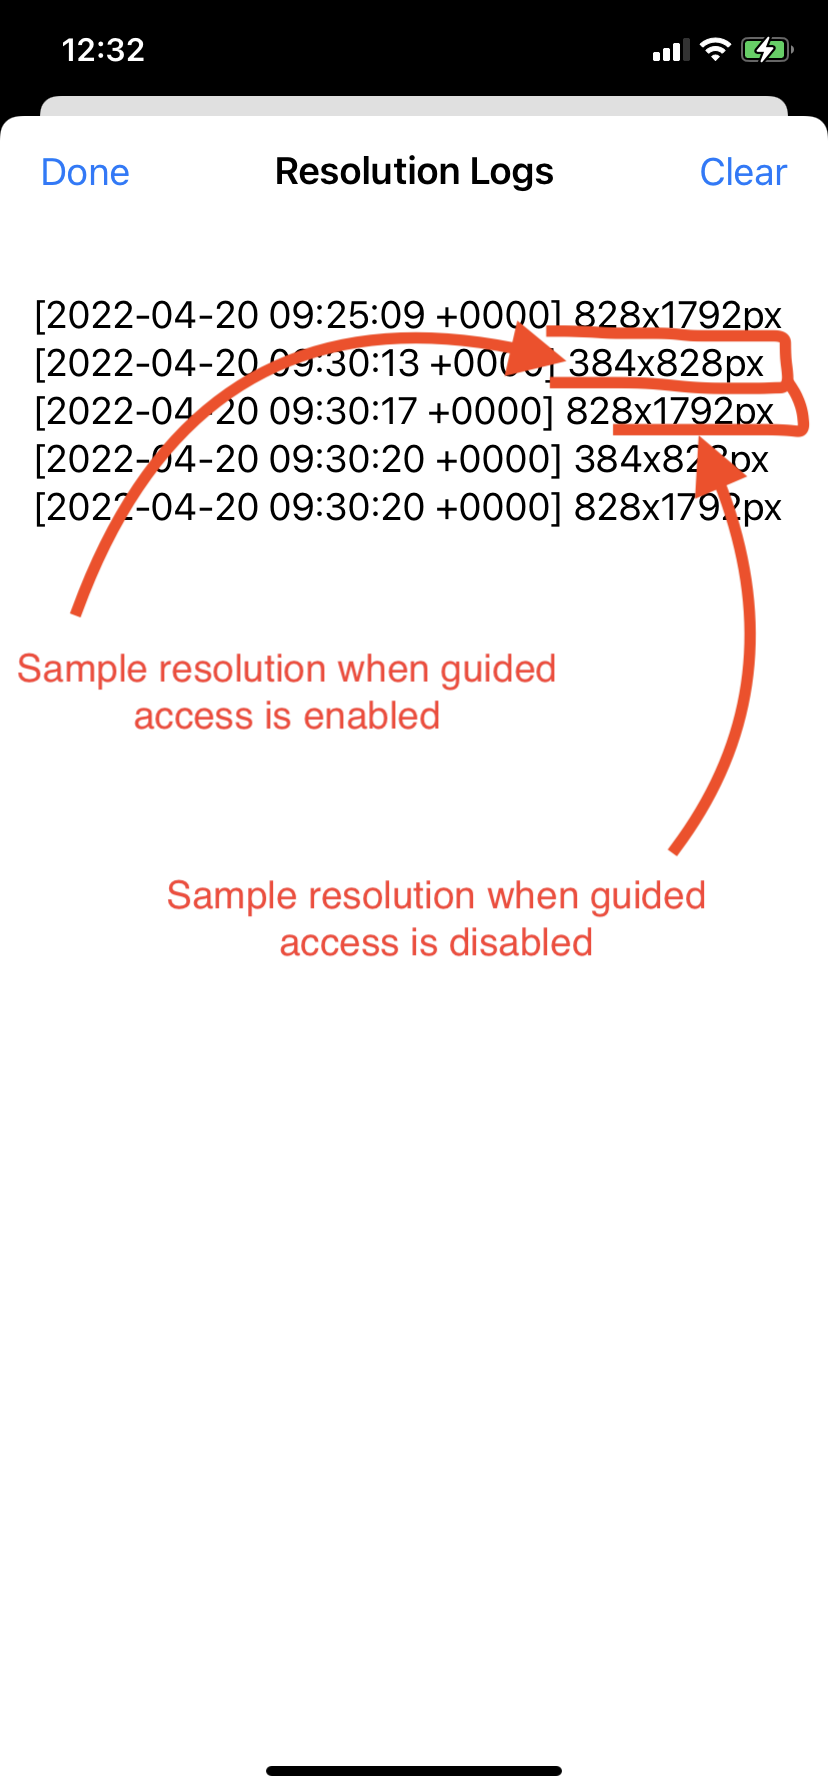 12:32
Done Resolution Logs Clear
[2022-04-20 09:25:09 +0000] 828x1792px
[2022-04-20 09:30:13 +0000] 384x828px
[2022-04-20 09:30:17 +0000] 828x1792px
[2022-04-20 09:30:20 +0000] 384x828px
[2022-04-20 09:30:20 +0000] 828x1792px
Sample resolution when guided
access is enabled
Sample resolution when guided
access is disabled